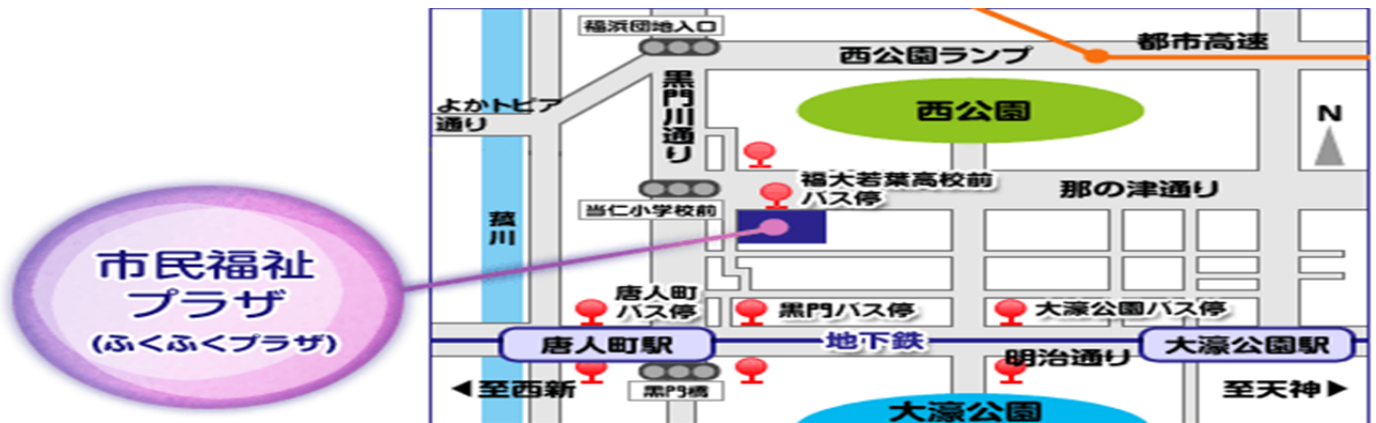 市民福祉
プラザ
(ふくふくプラザ)
福浜団地入口
都市高速
西公園ランプ
よかトピア
通り
黒門川通り
西公園
N
福大若葉高校前
バス停
那の津通り
当仁小学校前
菰川
唐人町
バス停
黒門バス停
大濠公園バス停
唐人町駅
地下鉄
大濠公園駅
明治通り
◀至西新
黒門橋
至天神▶
大濠公園